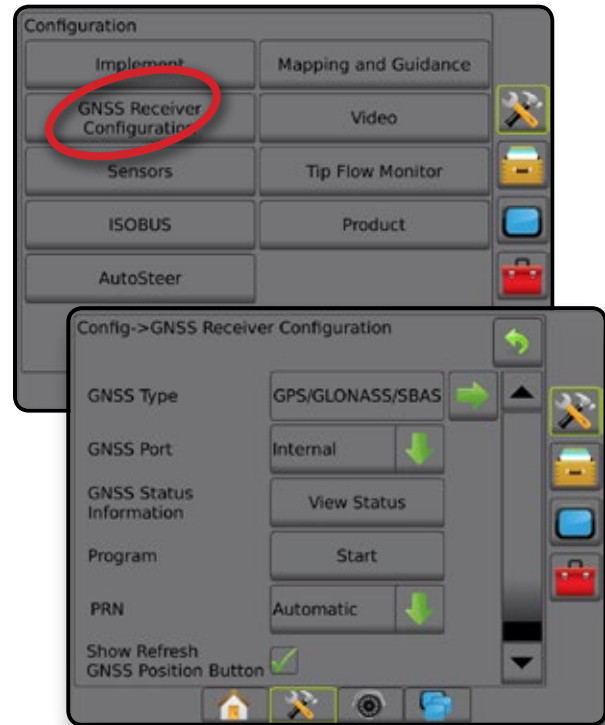 Configuration
Implement
Mapping and Guidance
GNSS Receiver
Configuration
Video
Sensors
Tip Flow Monitor
ISOBUS
Product
AutoSteer
Config->GNSS Receiver Configuration
GNSS Type
GPS/GLONASS/SBAS
GNSS Port
Internal
GNSS Status
Information
View Status
Program
Start
PRN
Automatic
Show Refresh
GNSS Position Button